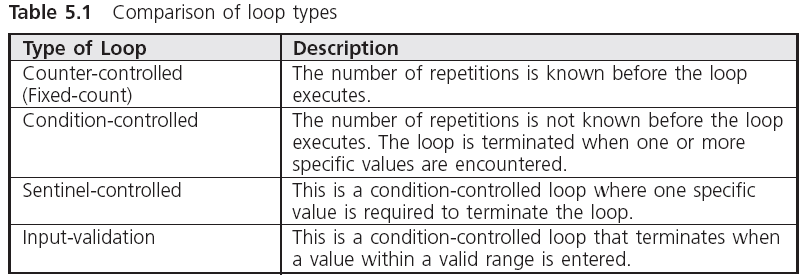 Table 5.1 Comparison of loop types
Type of Loop
Description
Counter-controlled
(Fixed-count)
The number of repetitions is known before the loop
executes.
Condition-controlled
The number of repetitions is not known before the loop
executes. The loop is terminated when one or more
specific values are encountered.
Sentinel-controlled
This is a condition-controlled loop where one specific
value is required to terminate the loop.
Input-validation
This is a condition-controlled loop that terminates when
a value within a valid range is entered.